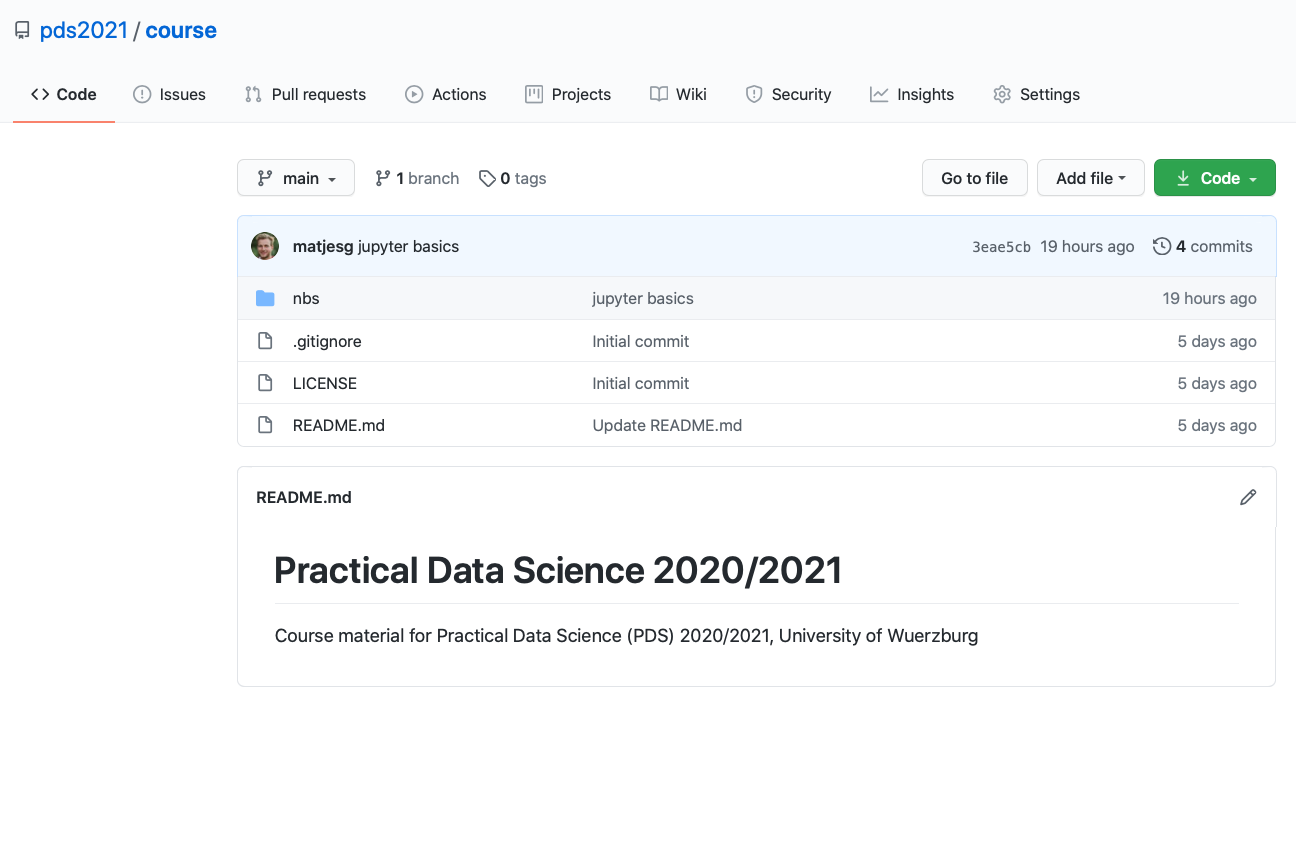 pds2021 / course
Code Issues Pull requests Actions Projects Wiki Security Insights Settings
main 1 branch 0 tags Go to file Add file Code
matjesg jupyter basics 3eae5cb 19 hours ago 4 commits
nbs jupyter basics 19 hours ago
.gitignore Initial commit 5 days ago
LICENSE Initial commit 5 days ago
README.md Update README.md 5 days ago
README.md
Practical Data Science 2020/2021
Course material for Practical Data Science (PDS) 2020/2021, University of Wuerzburg